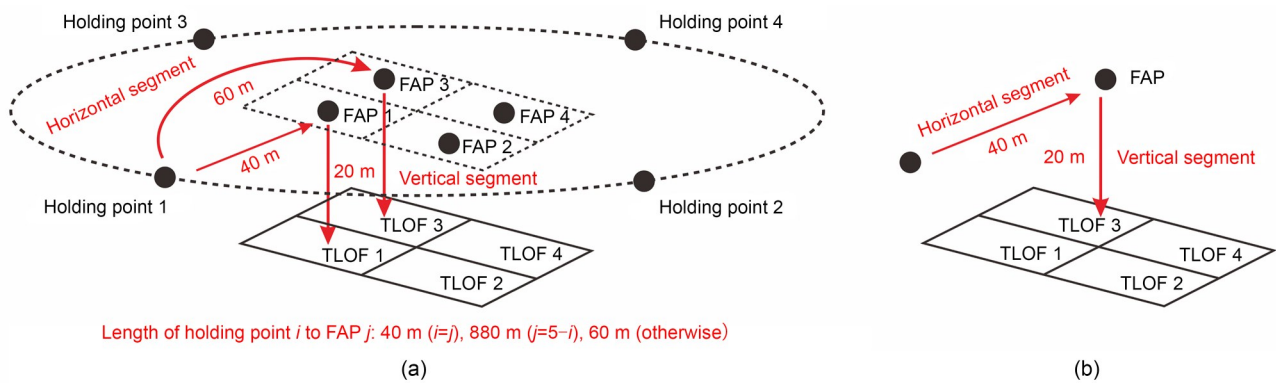 Holding point 3
Holding point 4
Horizontal segment
60 m
FAP 3
FAP 1
FAP 4
FAP 2
40 m
20 m
Vertical segment
Holding point 1
Holding point 2
TLOF 3
TLOF 1
TLOF 4
TLOF 2
Length of holding point i to FAP j: 40 m (i=j), 880 m (j=5−i), 60 m (otherwise)
(a)
FAP
Horizontal segment
40 m
20 m
Vertical segment
TLOF 3
TLOF 1
TLOF 4
TLOF 2
(b)